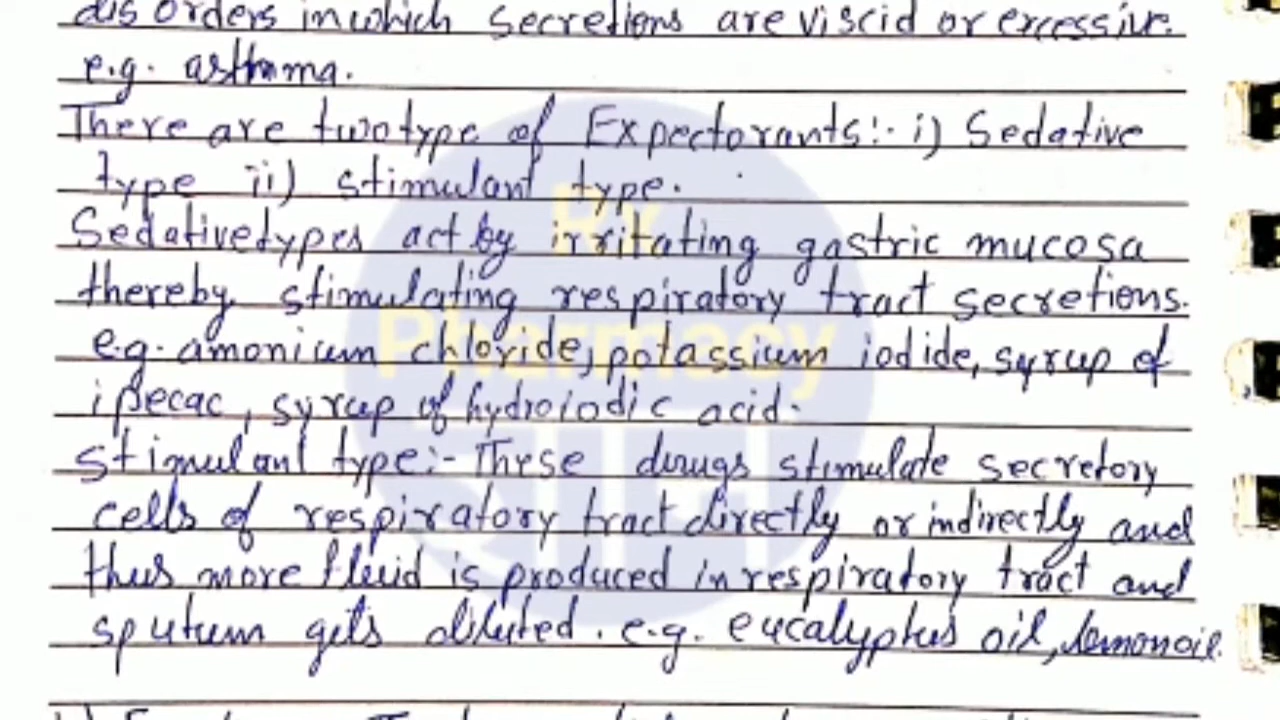 disorders in which secretions are viscid or excessive.
e.g. asthma.
There are two type of Expectorants:- i) Sedative
type ii) stimulant type.
Sedative types act by irritating gastric mucosa
thereby stimulating respiratory tract secretions.
e.g. amonium chloride, potassium iodide, syrup of
ipecac, syrup of hydroiodic acid.
stimulant type:- These drugs stimulate secretory
cells of respiratory tract directly or indirectly and
thus more fluid is produced in respiratory tract and
sputum gets diluted. e.g. eucalyptus oil, lemon oil.
Rx
Pharmacy